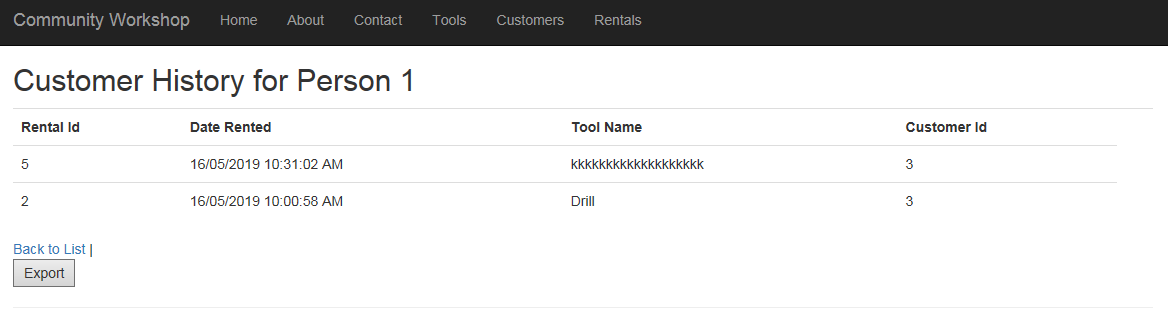 Community Workshop Home About Contact Tools Customers Rentals
Customer History for Person 1
Rental Id Date Rented Tool Name Customer Id
5 16/05/2019 10:31:02 AM kkkkkkkkkkkkkkkkkkk 3
2 16/05/2019 10:00:58 AM Drill 3
Back to List |
Export